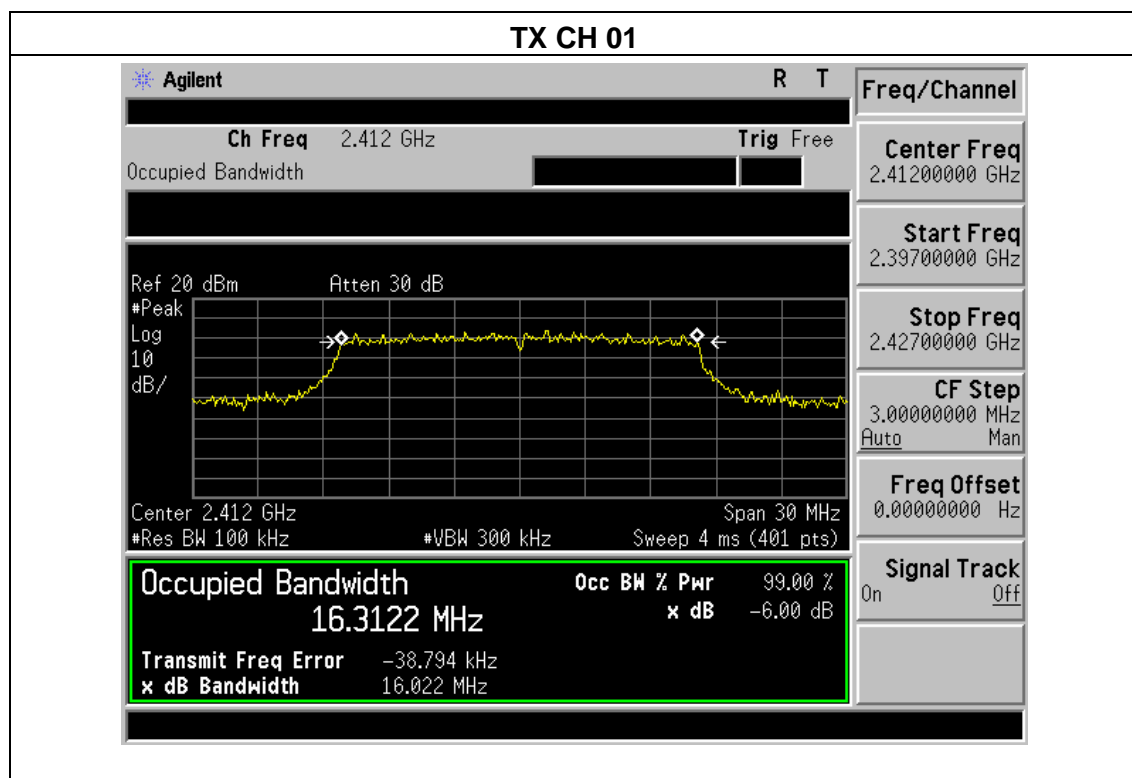 TX CH 01
Agilent R T
Freq/Channel
Ch Freq 2.412 GHz Trig Free
Occupied Bandwidth
Center Freq
2.41200000 GHz
Start Freq
2.39700000 GHz
Stop Freq
2.42700000 GHz
CF Step
3.00000000 MHz
Auto Man
Freq Offset
0.00000000 Hz
Signal Track
On Off
Ref 20 dBm Atten 30 dB
#Peak
Log
10
dB/
Center 2.412 GHz Span 30 MHz
#Res BW 100 kHz #VBW 300 kHz Sweep 4 ms (401 pts)
Occupied Bandwidth Occ BW % Pwr 99.00 %
16.3122 MHz x dB -6.00 dB
Transmit Freq Error -38.794 kHz
x dB Bandwidth 16.022 MHz